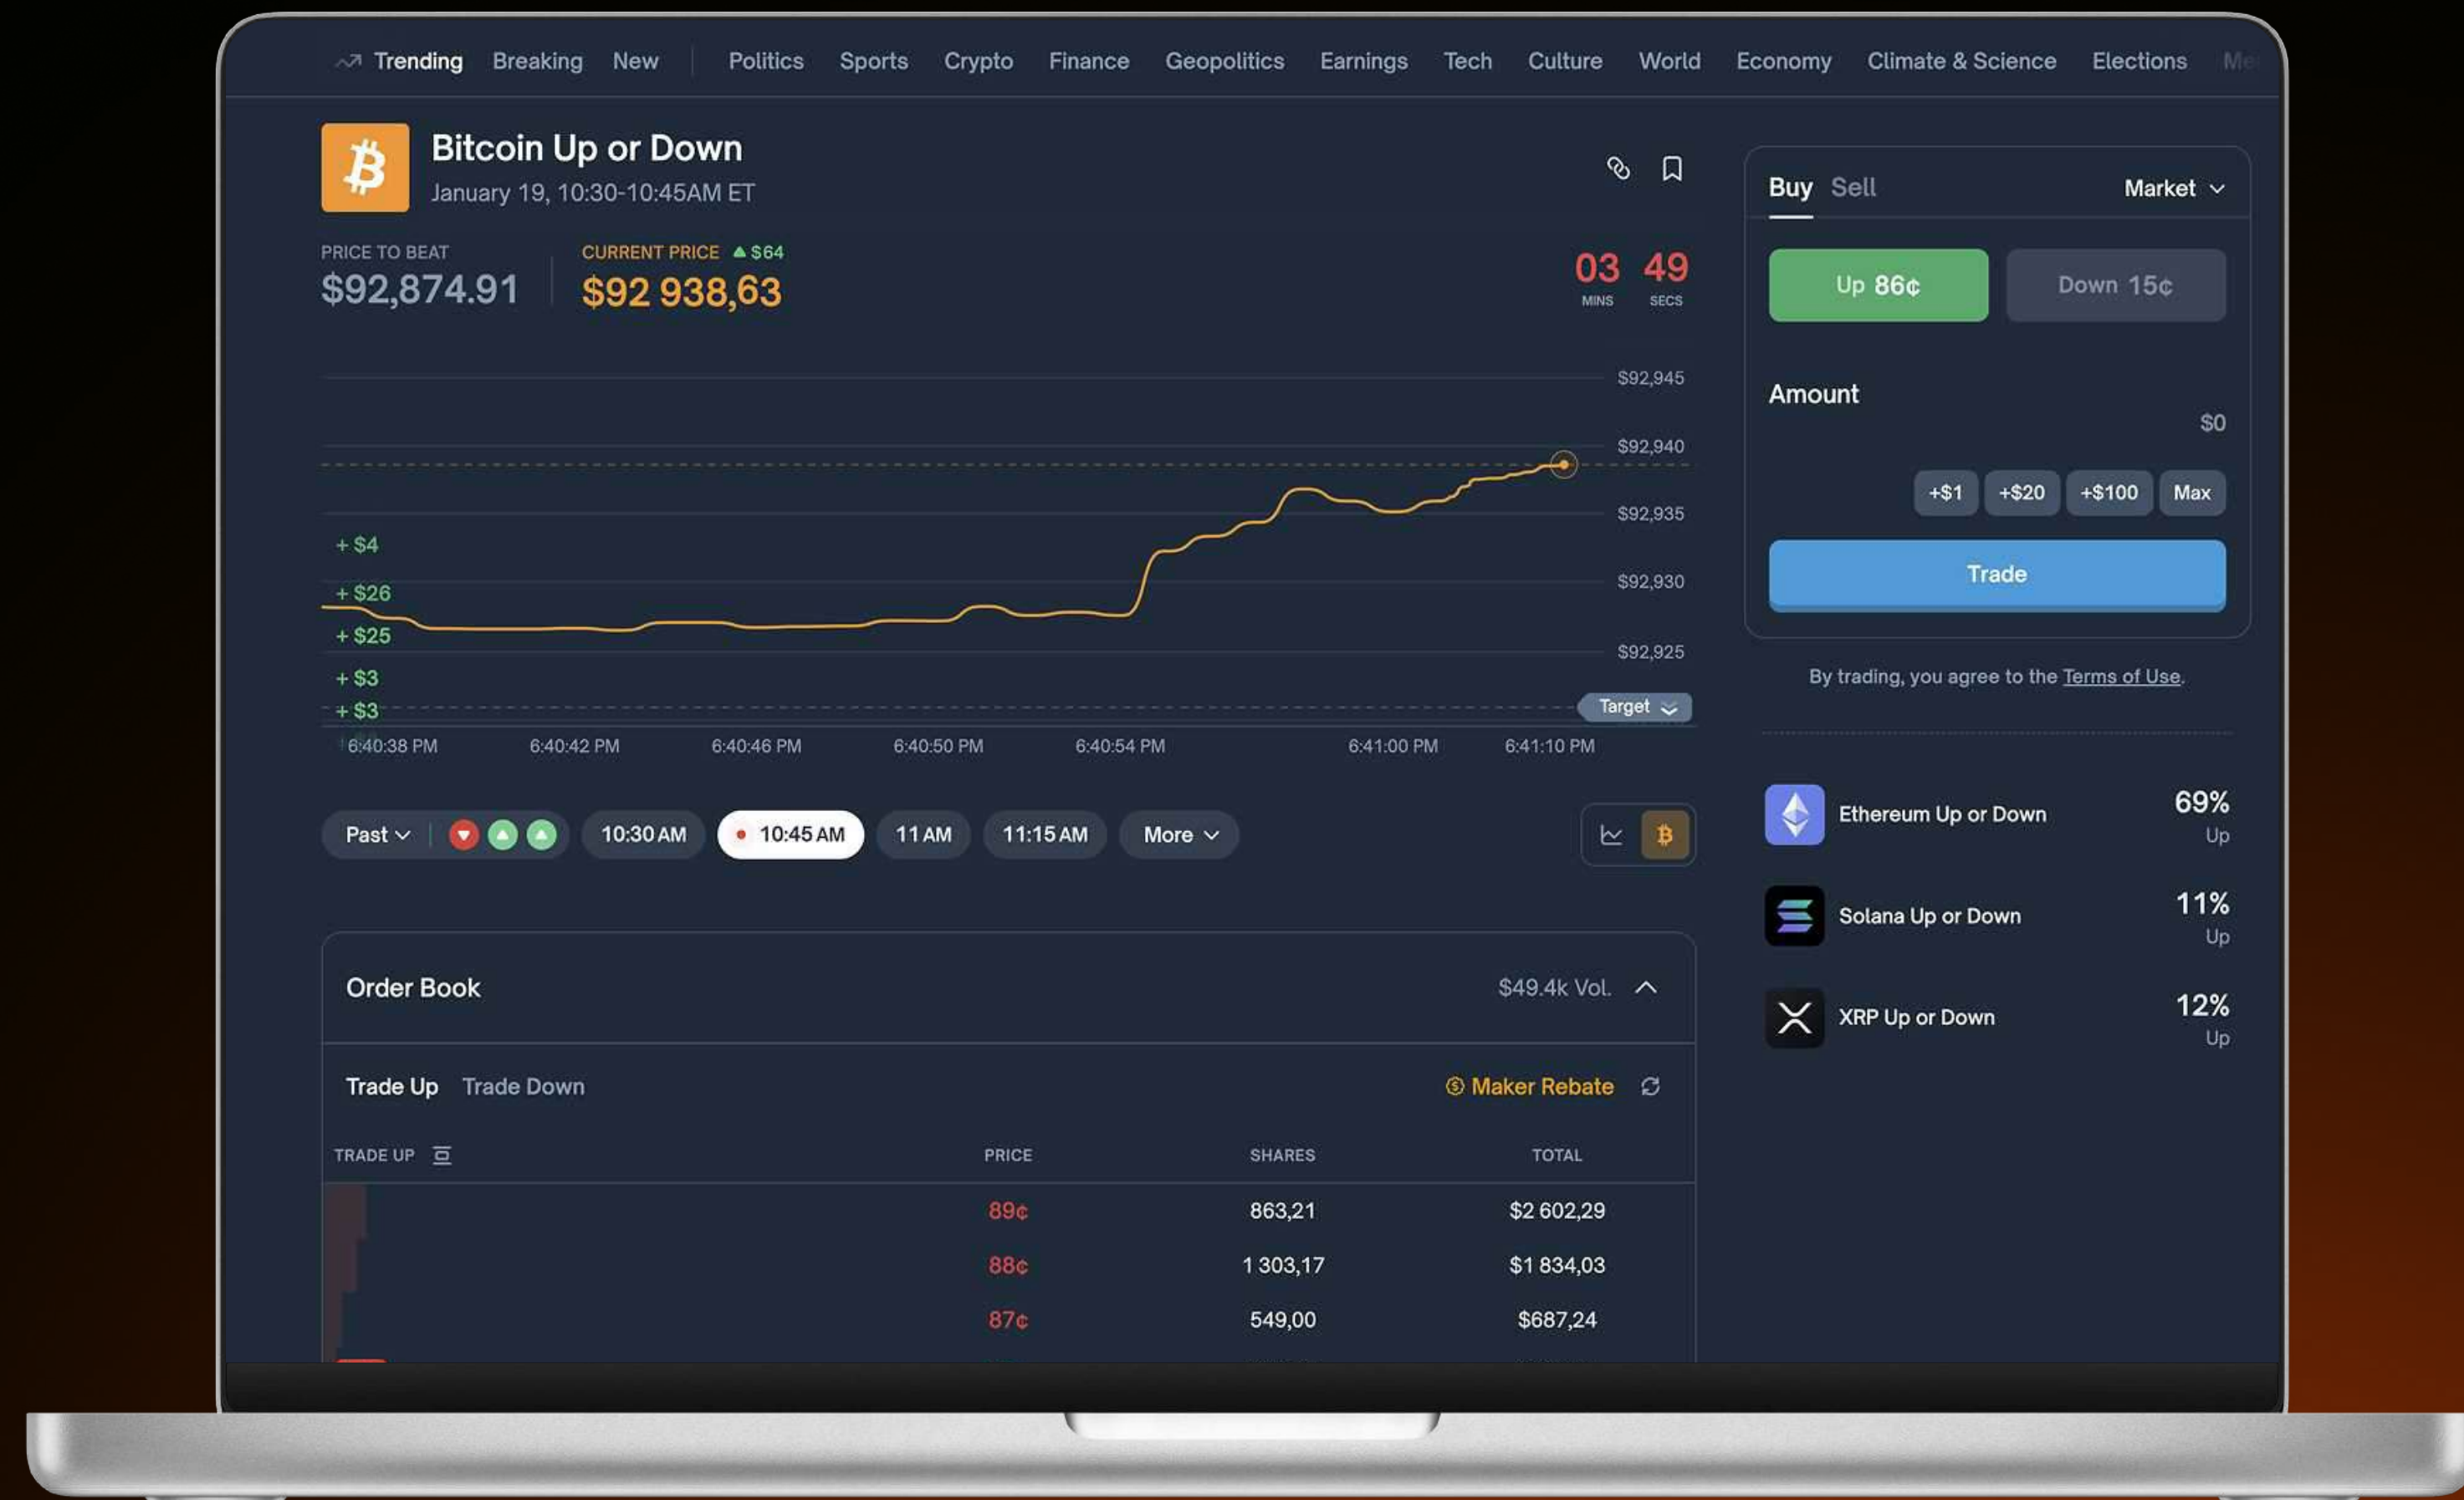 Trending Breaking New Politics Sports Crypto Finance Geopolitics Earnings Tech Culture World Economy Climate & Science Elections
Bitcoin Up or Down
January 19, 10:30-10:45AM ET
PRICE TO BEAT
$92,874.91
CURRENT PRICE ▲ $64
$92 938,63
03 49
MINS SECS
$92,945
$92,940
$92,935
$92,930
$92,925
+ $4
+ $26
+ $25
+ $3
+ $3
Target
6:40:38 PM 6:40:42 PM 6:40:46 PM 6:40:50 PM 6:40:54 PM 6:41:00 PM 6:41:10 PM
Past 10:30 AM 10:45 AM 11 AM 11:15 AM More
Order Book $49.4k Vol.
Trade Up Trade Down Maker Rebate
TRADE UP PRICE SHARES TOTAL
89¢ 863,21 $2 602,29
88¢ 1 303,17 $1 834,03
87¢ 549,00 $687,24
Buy Sell Market
Up 86¢ Down 15¢
Amount
$0
+$1 +$20 +$100 Max
Trade
By trading, you agree to the Terms of Use.
Ethereum Up or Down 69%
Up
Solana Up or Down 11%
Up
XRP Up or Down 12%
Up